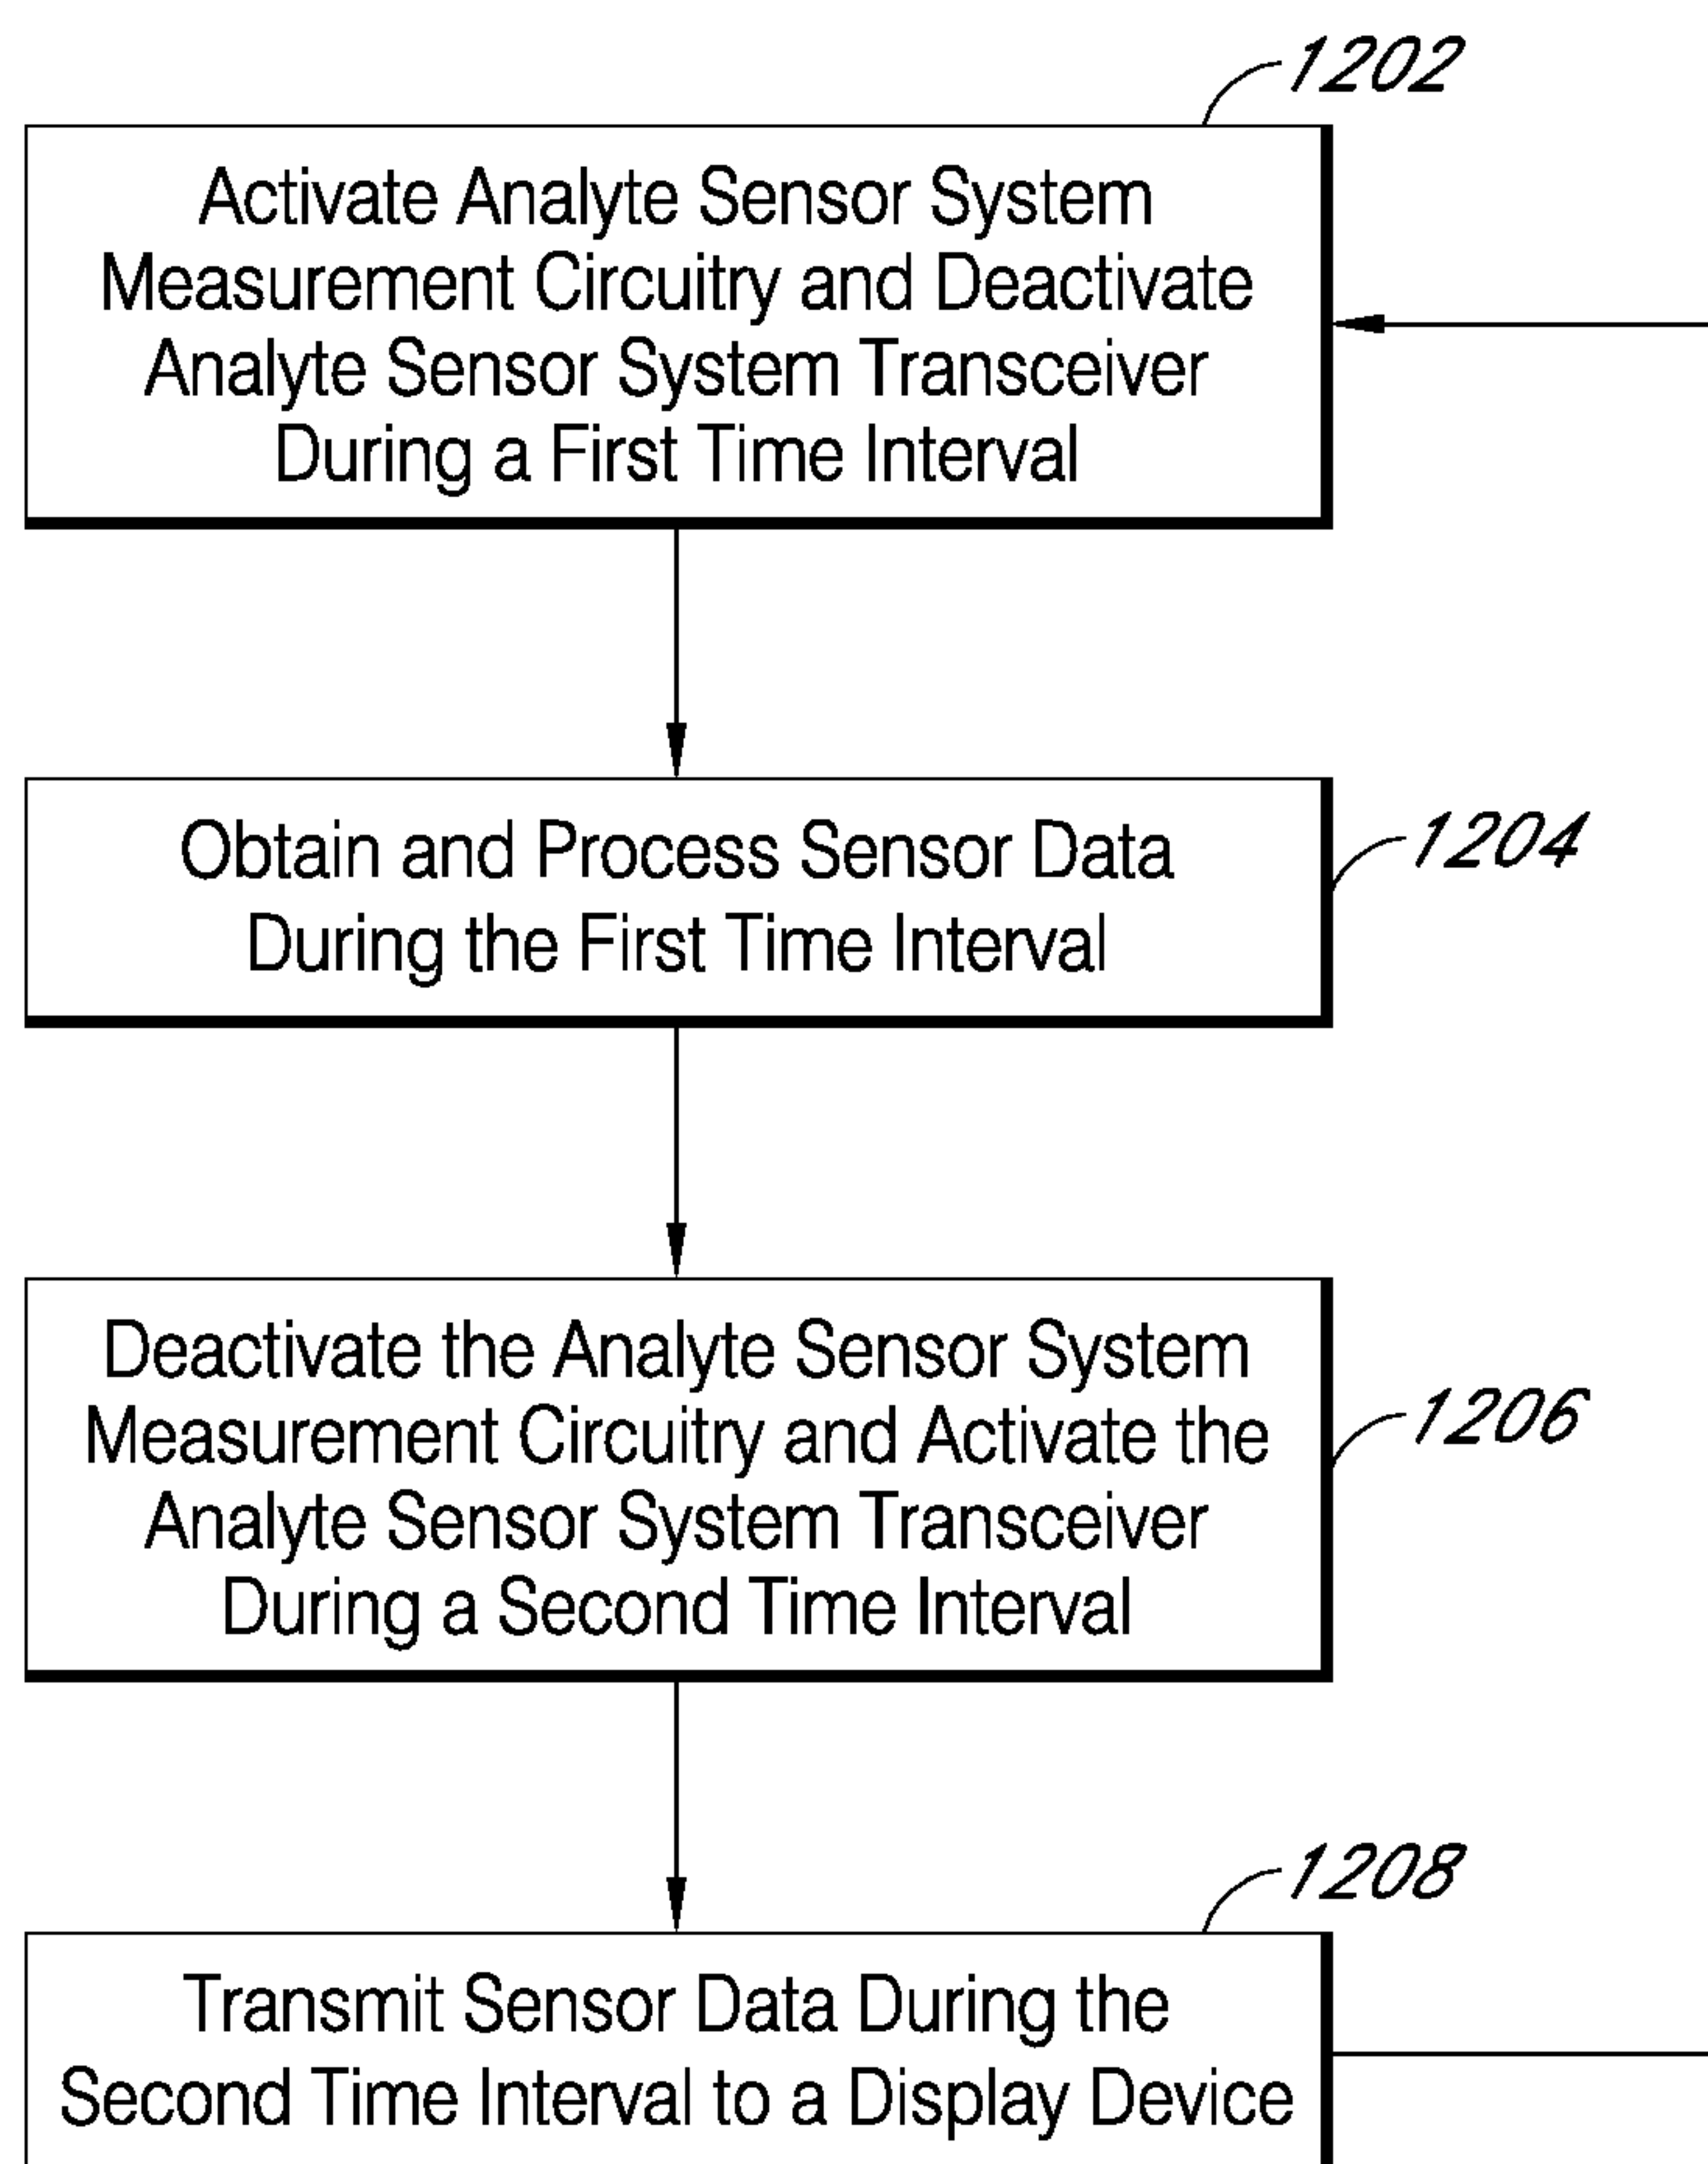 1202
Activate Analyte Sensor System
Measurement Circuitry and Deactivate
Analyte Sensor System Transceiver
During a First Time Interval
1204
Obtain and Process Sensor Data
During the First Time Interval
1206
Deactivate the Analyte Sensor System
Measurement Circuitry and Activate the
Analyte Sensor System Transceiver
During a Second Time Interval
1208
Transmit Sensor Data During the
Second Time Interval to a Display Device